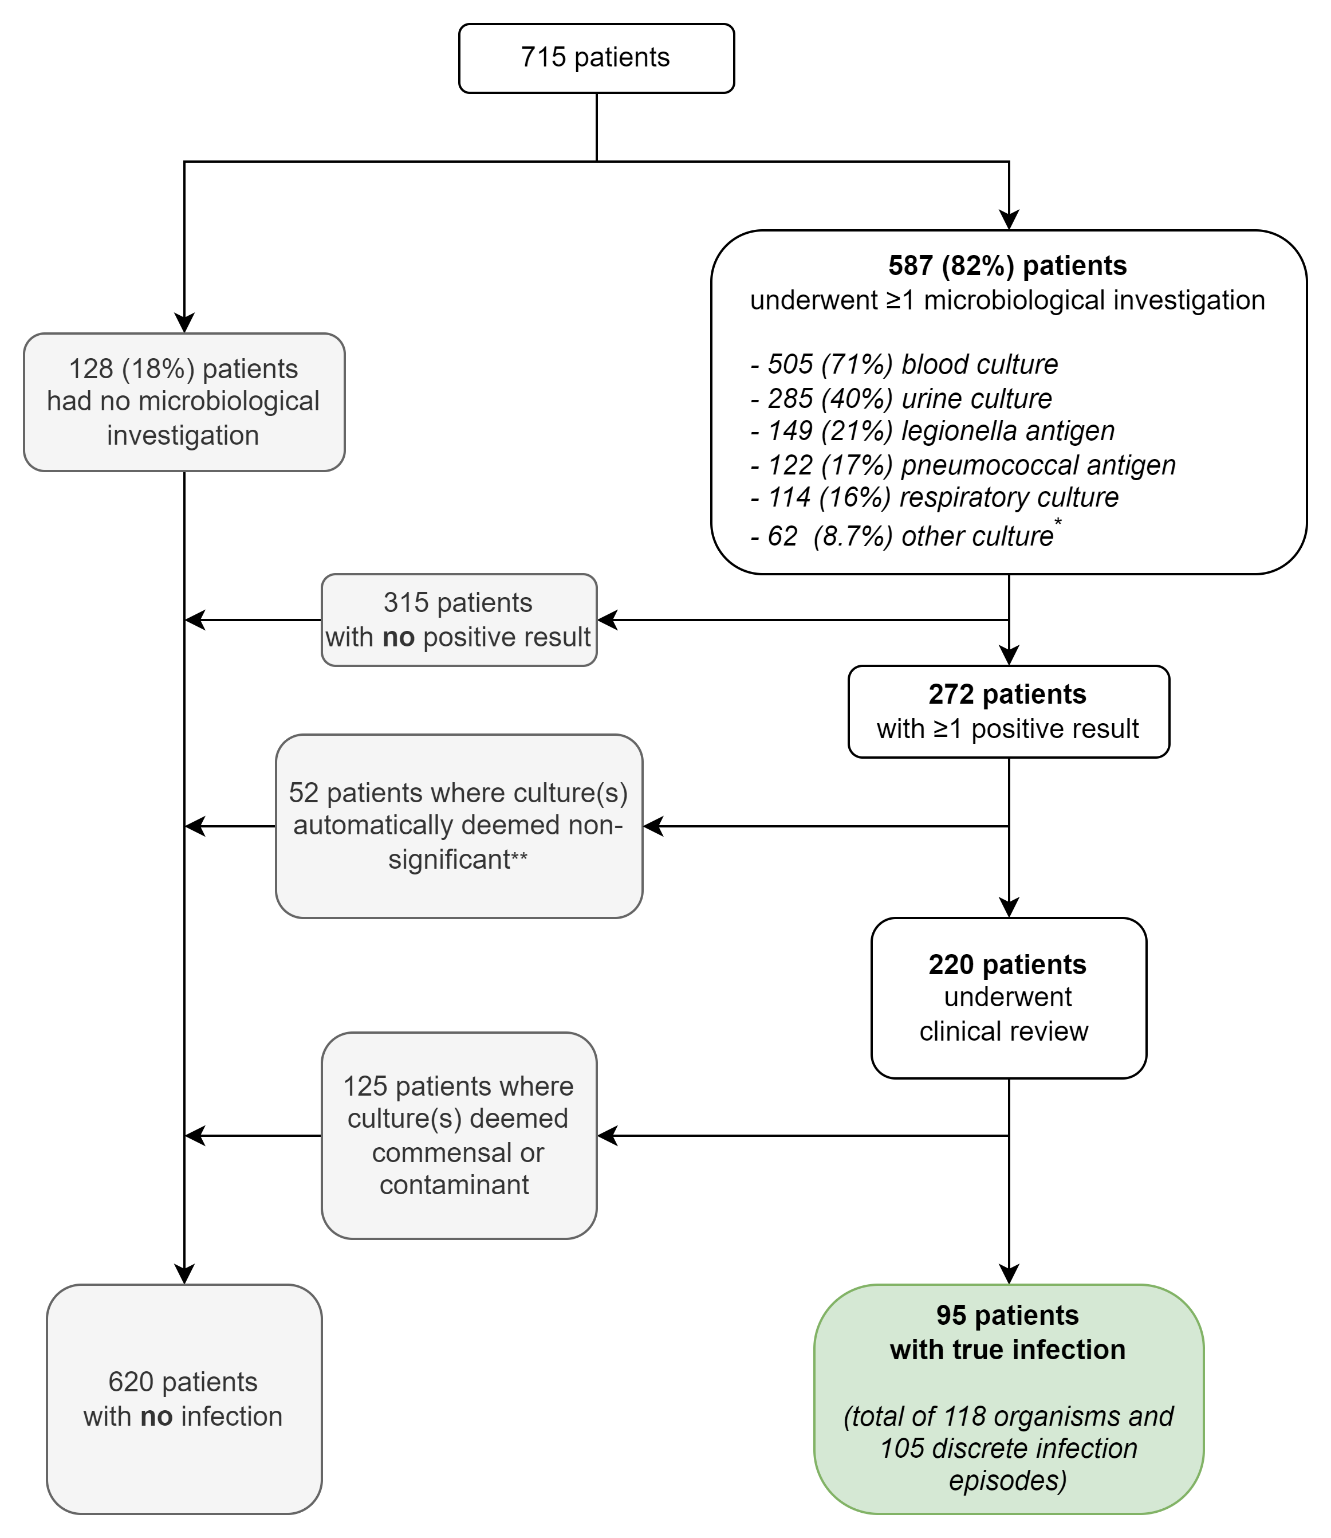 715 patients
587 (82%) patients
underwent ≥1 microbiological investigation
- 505 (71%) blood culture
- 285 (40%) urine culture
- 149 (21%) legionella antigen
- 122 (17%) pneumococcal antigen
- 114 (16%) respiratory culture
- 62 (8.7%) other culture*
128 (18%) patients
had no microbiological
investigation
315 patients
with no positive result
272 patients
with ≥1 positive result
52 patients where culture(s)
automatically deemed non-
significant**
220 patients
underwent
clinical review
125 patients where
culture(s) deemed
commensal or
contaminant
620 patients
with no infection
95 patients
with true infection
(total of 118 organisms and
105 discrete infection
episodes)